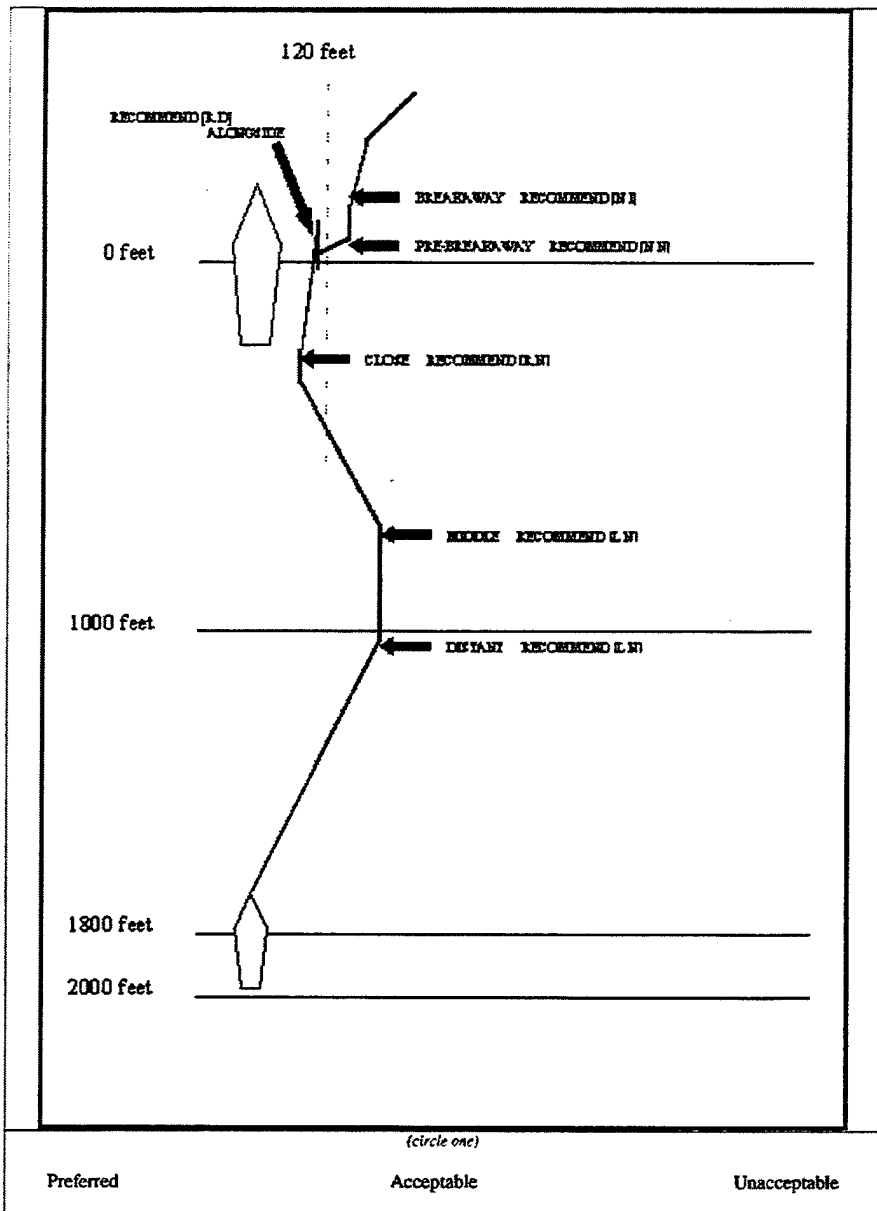 120 feet
RECOMMEND[R.D]
ALONGSIDE
BREAKAWAY RECOMMEND[N I]
PRE-BREAKAWAY RECOMMEND[N N]
0 feet
CLOSE RECOMMEND[R.N]
MIDDLE RECOMMEND[L.N]
1000 feet
DISTANT RECOMMEND[L.N]
1800 feet
2000 feet
(circle one)
Preferred Acceptable Unacceptable